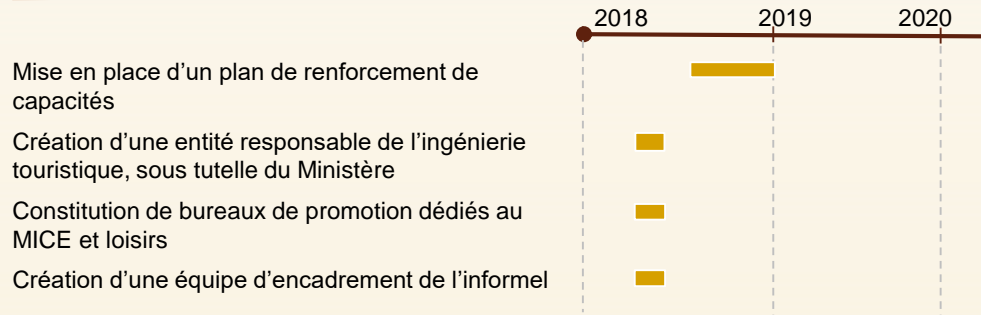 2018 2019 2020
Mise en place d’un plan de renforcement de
capacités
Création d’une entité responsable de l’ingénierie
touristique, sous tutelle du Ministère
Constitution de bureaux de promotion dédiés au
MICE et loisirs
Création d’une équipe d’encadrement de l’informel